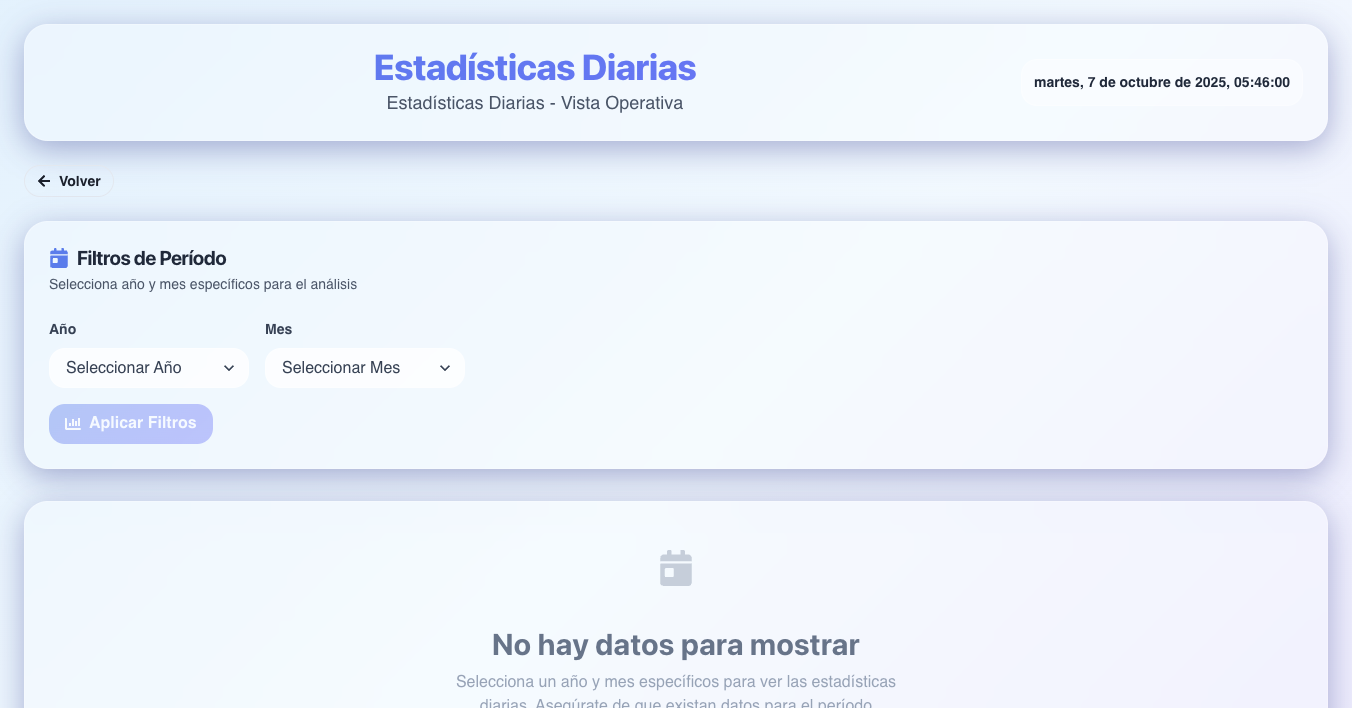 Estadísticas Diarias
Estadísticas Diarias - Vista Operativa
martes, 7 de octubre de 2025, 05:46:00
Volver
Filtros de Período
Selecciona año y mes específicos para el análisis
Año
Mes
Seleccionar Año
Seleccionar Mes
Aplicar Filtros
No hay datos para mostrar
Selecciona un año y mes específicos para ver las estadísticas
diarias. Asegúrate de que existan datos para el período